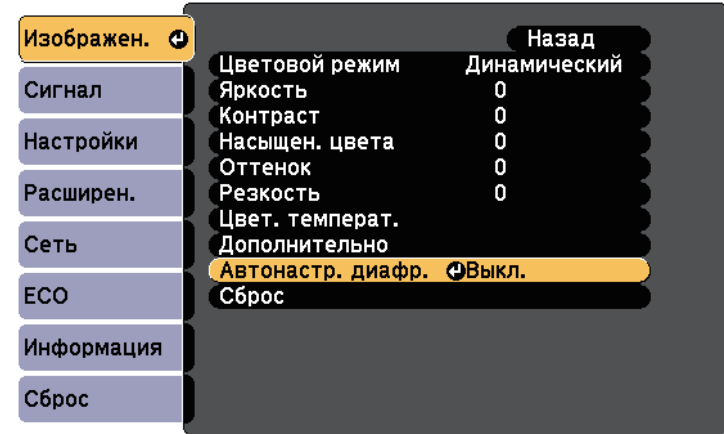 Изображен.
Сигнал
Настройки
Расширен.
Сеть
ECO
Информация
Сброс
Назад
Цветовой режим Динамический
Яркость 0
Контраст 0
Насыщен. цвета 0
Оттенок 0
Резкость 0
Цвет. температ.
Дополнительно
Автонастр. диафр. Выкл.
Сброс